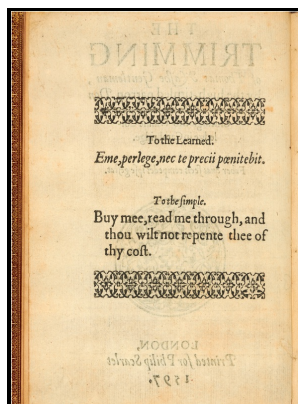 To the Learned.
Eme, perlege, nec te precii pœnitebit.
To the simple.
Buy mee, read me through, and
thou wilt not repente thee of
thy coſt.